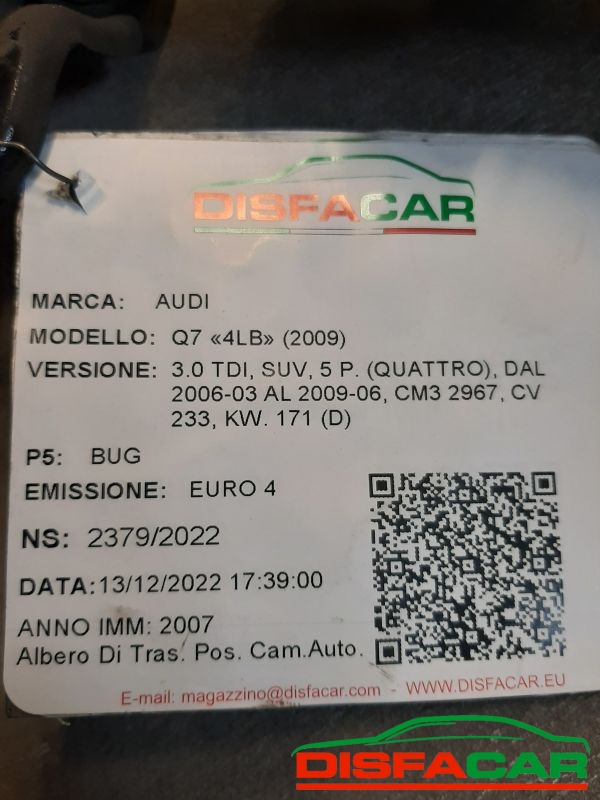 DISFACAR
MARCA: AUDI
MODELLO: Q7 «4LB» (2009)
VERSIONE: 3.0 TDI, SUV, 5 P. (QUATTRO), DAL
2006-03 AL 2009-06, CM3 2967, CV
233, KW. 171 (D)
P5: BUG
EMISSIONE: EURO 4
NS: 2379/2022
DATA:13/12/2022 17:39:00
ANNO IMM: 2007
Albero Di Tras. Pos. Cam.Auto.
E-mail: magazzino@disfacar.com - WWW.DISFACAR.EU
DISFACAR